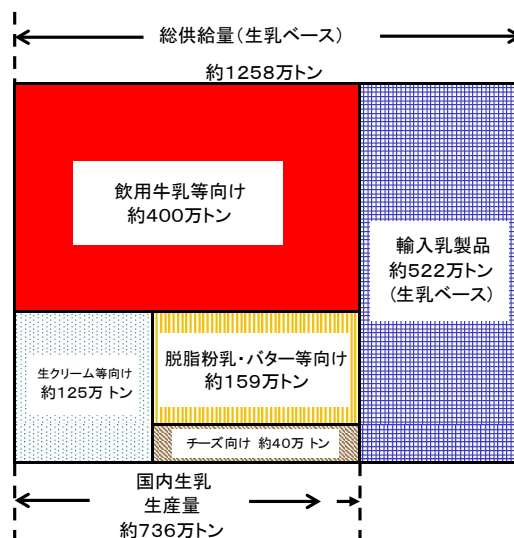 総供給量(生乳ベース)
約1258万トン
飲用牛乳等向け
約400万トン
輸入乳製品
約522万トン
(生乳ベース)
生クリーム等向け
約125万トン
脱脂粉乳・バター等向け
約159万トン
チーズ向け 約40万トン
国内生乳
生産量
約736万トン